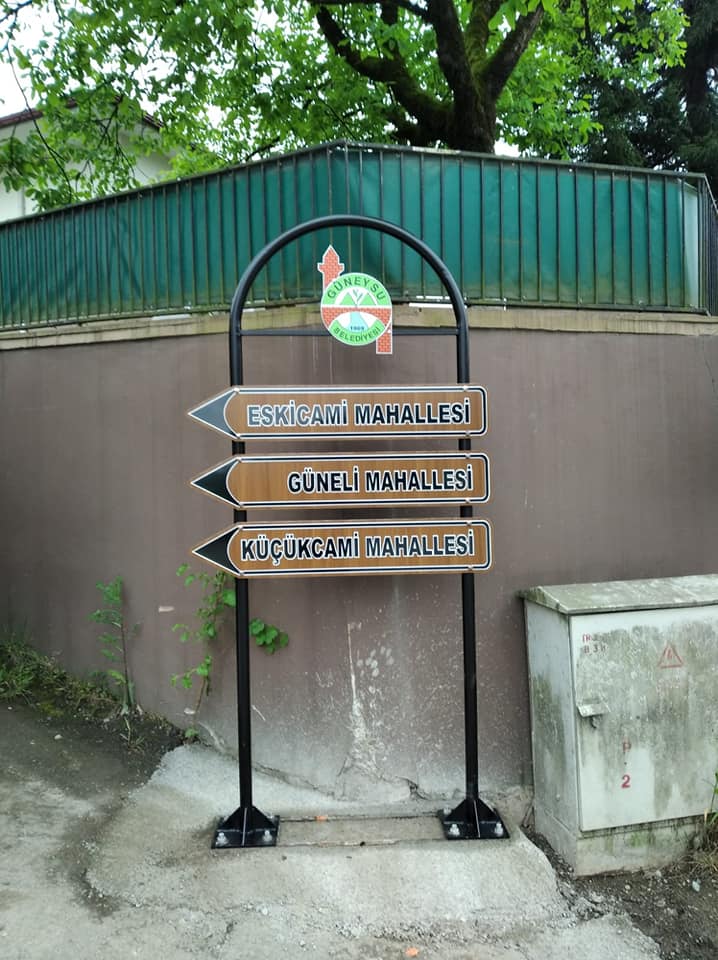 GÜNEYSU
1969
BELEDİYESİ
ESKİCAMİ MAHALLESİ
GÜNELİ MAHALLESİ
KÜÇÜKCAMİ MAHALLESİ
P
2